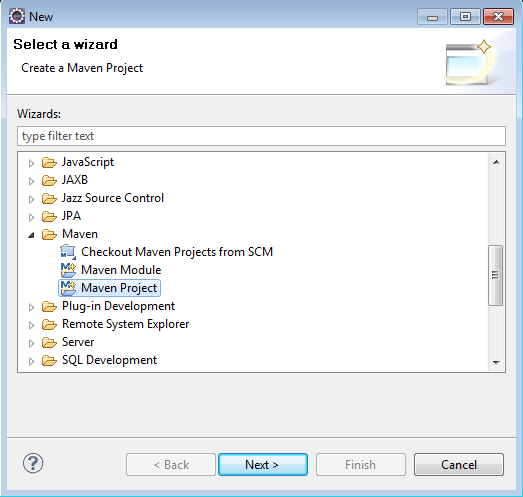 New
Select a wizard
Create a Maven Project
Wizards:
type filter text
JavaScript
JAXB
Jazz Source Control
JPA
Maven
Checkout Maven Projects from SCM
Maven Module
Maven Project
Plug-in Development
Remote System Explorer
Server
SQL Development
< Back Next > Finish Cancel